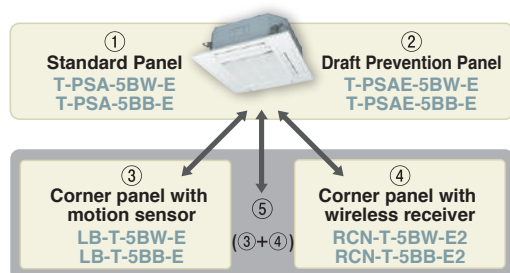 ①
Standard Panel
T-PSA-5BW-E
T-PSA-5BB-E
②
Draft Prevention Panel
T-PSAE-5BW-E
T-PSAE-5BB-E
③
Corner panel with
motion sensor
LB-T-5BW-E
LB-T-5BB-E
⑤
(③+④)
④
Corner panel with
wireless receiver
RCN-T-5BW-E2
RCN-T-5BB-E2